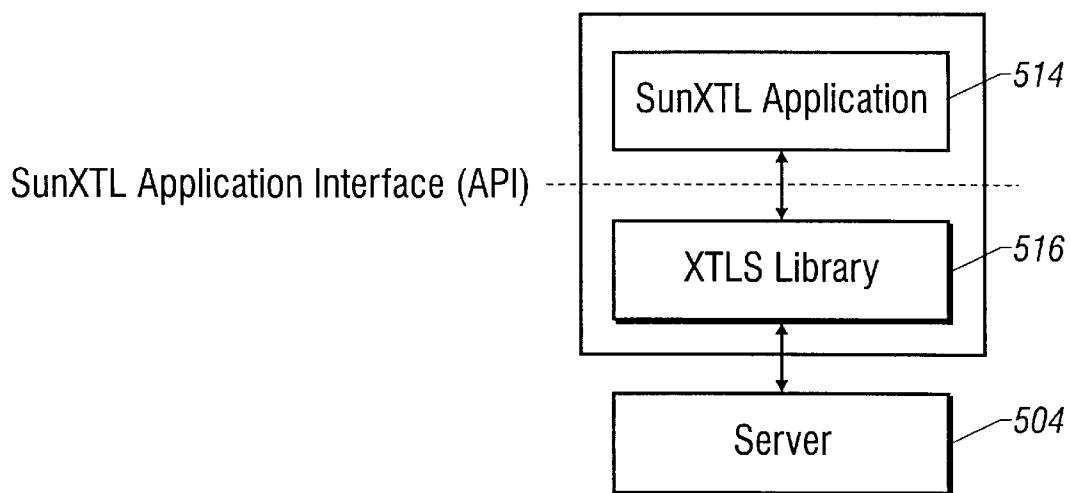 SunXTL Application
514
SunXTL Application Interface (API)
XTLS Library
516
Server
504